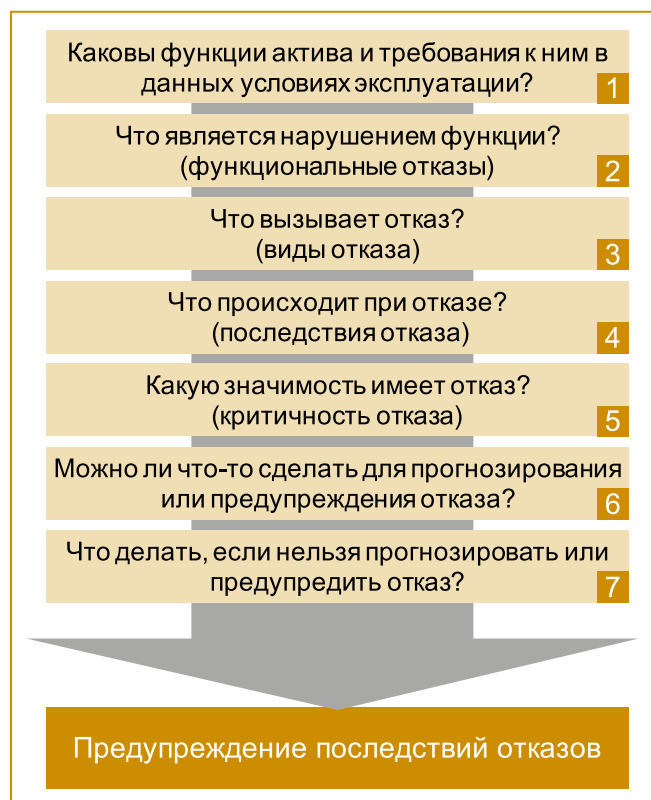 Каковы функции актива и требования к ним в
данных условиях эксплуатации?
1
Что является нарушением функции?
(функциональные отказы)
2
Что вызывает отказ?
(виды отказа)
3
Что происходит при отказе?
(последствия отказа)
4
Какую значимость имеет отказ?
(критичность отказа)
5
Можно ли что-то сделать для прогнозирования
или предупреждения отказа?
6
Что делать, если нельзя прогнозировать или
предупредить отказ?
7
Предупреждение последствий отказов